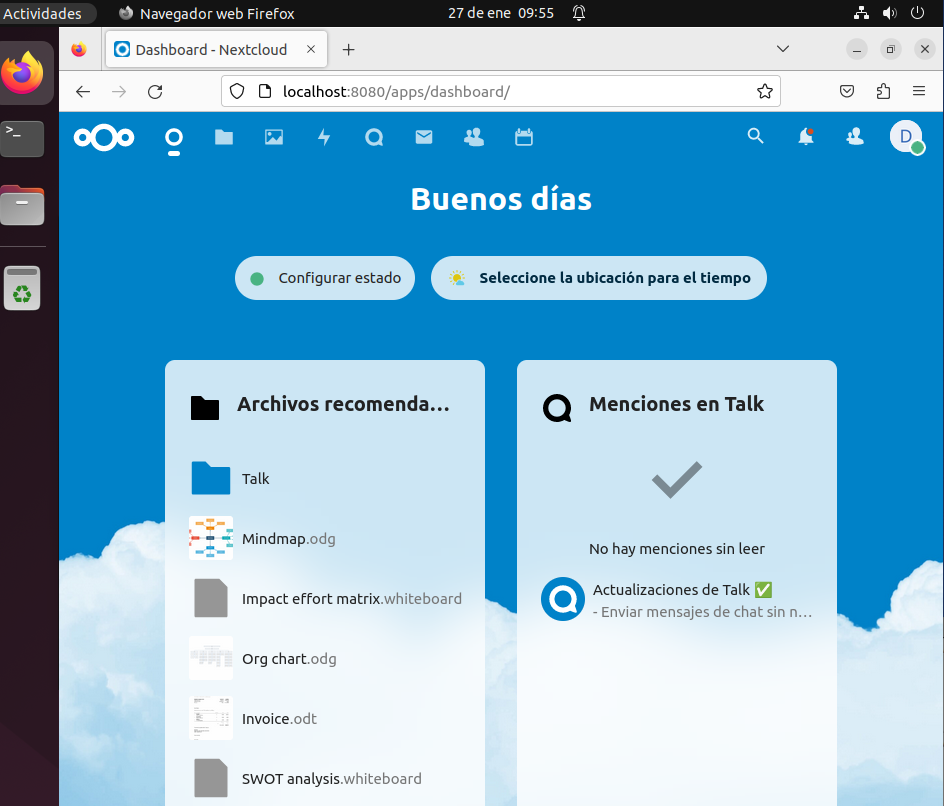 Actividades
Navegador web Firefox
27 de ene 09:55
Dashboard - Nextcloud
localhost:8080/apps/dashboard/
D
Buenos días
Configurar estado
Seleccione la ubicación para el tiempo
Archivos recomenda...
Talk
Mindmap.odg
Impact effort matrix.whiteboard
Org chart.odg
Invoice.odt
SWOT analysis.whiteboard
Menciones en Talk
No hay menciones sin leer
Actualizaciones de Talk ✅
- Enviar mensajes de chat sin n...